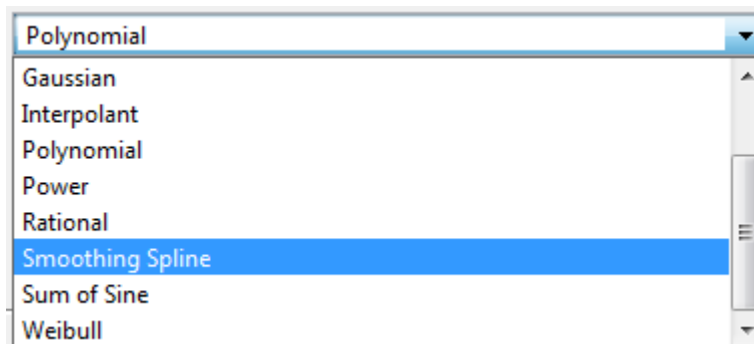 Polynomial
Gaussian
Interpolant
Polynomial
Power
Rational
Smoothing Spline
Sum of Sine
Weibull